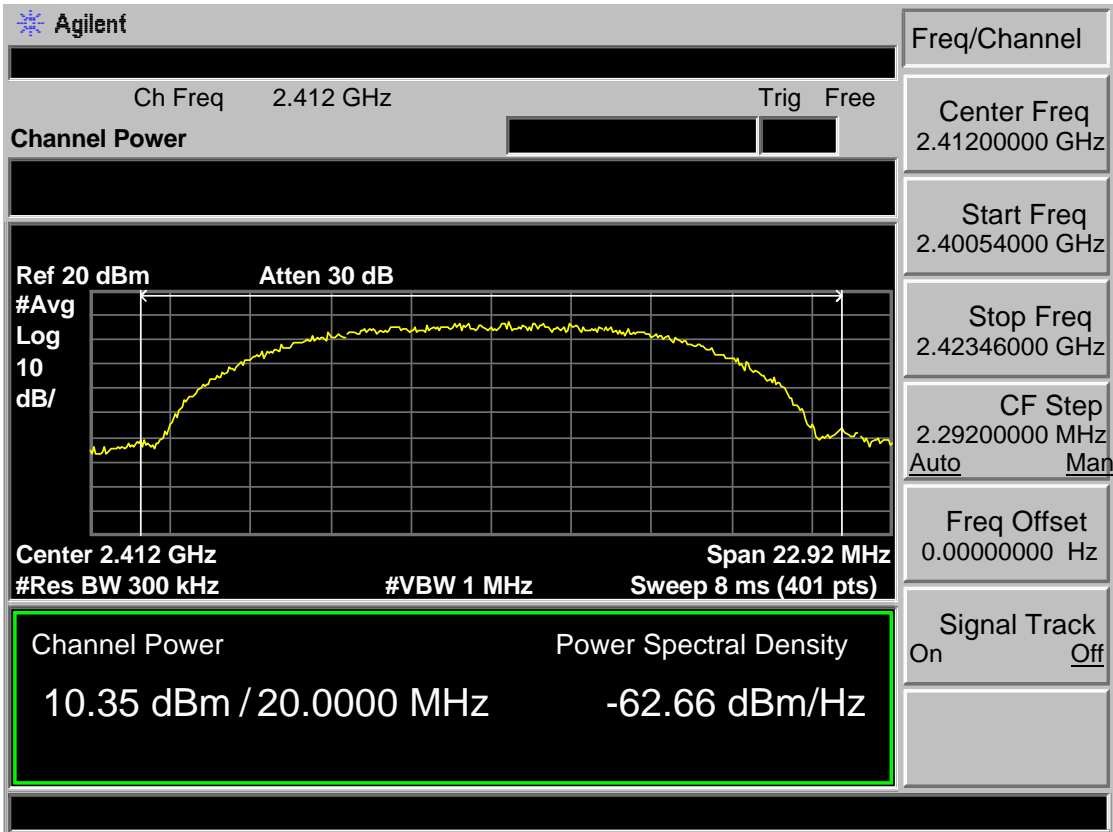 Agilent
Freq/Channel
Ch Freq 2.412 GHz Trig Free
Channel Power
Center Freq
2.41200000 GHz
Start Freq
2.40054000 GHz
Stop Freq
2.42346000 GHz
CF Step
2.29200000 MHz
Auto Man
Freq Offset
0.00000000 Hz
Signal Track
On Off
Ref 20 dBm Atten 30 dB
#Avg
Log
10
dB/
Center 2.412 GHz Span 22.92 MHz
#Res BW 300 kHz #VBW 1 MHz Sweep 8 ms (401 pts)
Channel Power Power Spectral Density
10.35 dBm / 20.0000 MHz -62.66 dBm/Hz